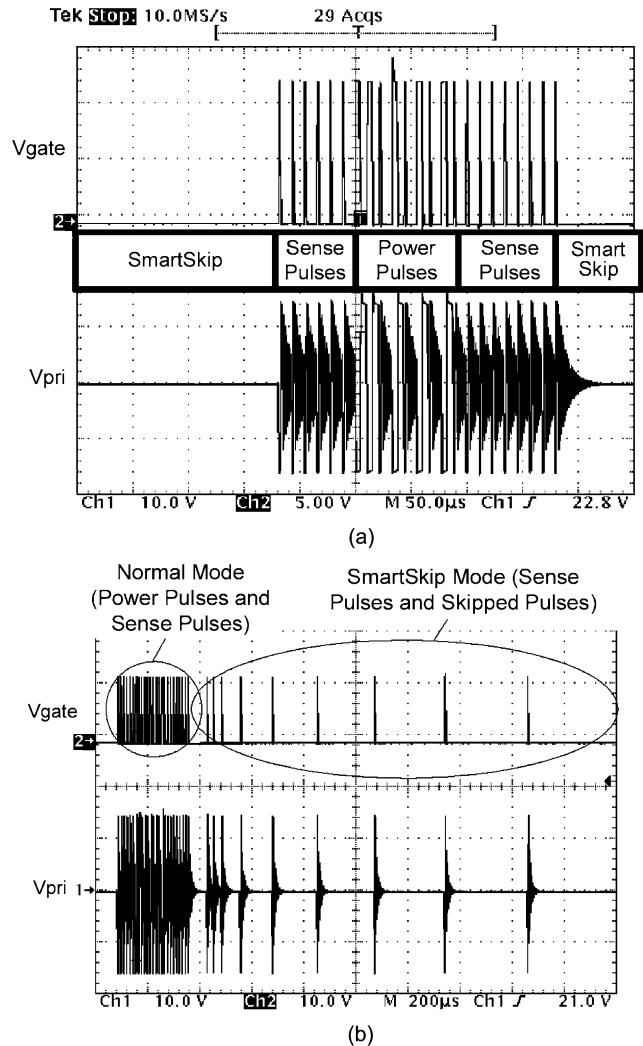 Tek Stop: 10.0MS/s 29 Acqs
Vgate
2→
T
SmartSkip
Sense
Pulses
Power
Pulses
Sense
Pulses
Smart
Skip
Vpri
Ch1 10.0 V Ch2 5.00 V M 50.0µs Ch1 22.8 V
(a)
Normal Mode
(Power Pulses and
Sense Pulses)
SmartSkip Mode (Sense
Pulses and Skipped Pulses)
Vgate
2→
Vpri 1→
Ch1 10.0 V Ch2 10.0 V M 200µs Ch1 21.0 V
(b)